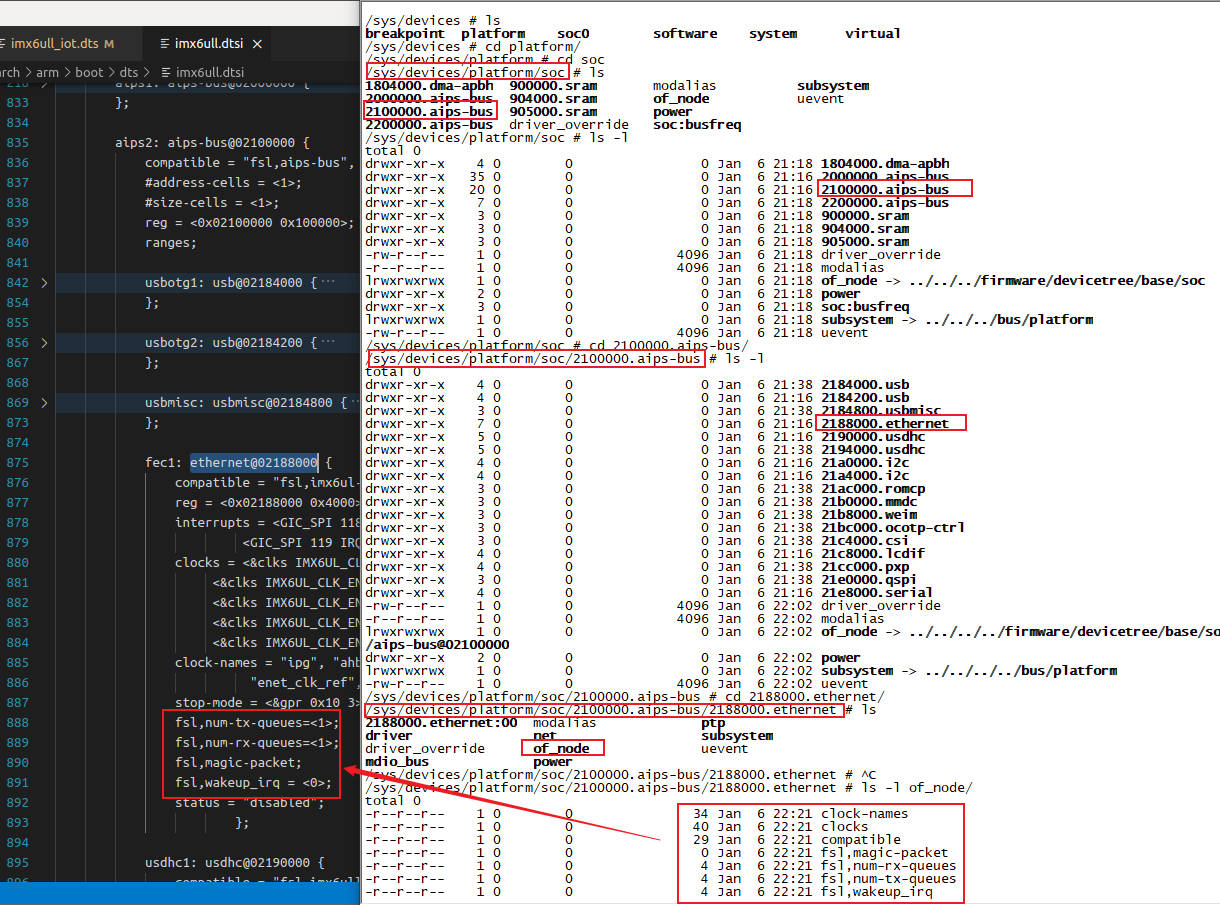 imx6ull_iot.dts M
imx6ull.dtsi ×
arch > arm > boot > dts > imx6ull.dtsi
aips1: aips-bus@02000000 {
833 };
834
835 aips2: aips-bus@02100000 {
836 compatible = "fsl,aips-bus",
837 #address-cells = <1>;
838 #size-cells = <1>;
839 reg = <0x02100000 0x100000>;
840 ranges;
841
842 usbotg1: usb@02184000 {···
854 };
855
856 usbotg2: usb@02184200 {···
867 };
868
869 usbmisc: usbmisc@02184800 {··
873 };
874
875 fec1: ethernet@02188000 {
876 compatible = "fsl,imx6ul-
877 reg = <0x02188000 0x4000>
878 interrupts = <GIC_SPI 118
879 <GIC_SPI 119 IRQ
880 clocks = <&clks IMX6UL_CL
881 <&clks IMX6UL_CLK_EN
882 <&clks IMX6UL_CLK_EN
883 <&clks IMX6UL_CLK_EN
884 <&clks IMX6UL_CLK_EN
885 clock-names = "ipg", "ahb
886 "enet_clk_ref",
887 stop-mode = <&gpr 0x10 3>
888 fsl,num-tx-queues=<1>;
889 fsl,num-rx-queues=<1>;
890 fsl,magic-packet;
891 fsl,wakeup_irq = <0>;
892 status = "disabled";
893 };
894
895 usdhc1: usdhc@02190000 {
896 compatible = "fsl,imx6ull
/sys/devices # ls
breakpoint platform soc0 software system virtual
/sys/devices # cd platform/
/sys/devices/platform # cd soc
/sys/devices/platform/soc # ls
1804000.dma-apbh 900000.sram modalias subsystem
2000000.aips-bus 904000.sram of_node uevent
2100000.aips-bus 905000.sram power
2200000.aips-bus driver_override soc:busfreq
/sys/devices/platform/soc # ls -l
total 0
drwxr-xr-x 4 0 0 0 Jan 6 21:18 1804000.dma-apbh
drwxr-xr-x 35 0 0 0 Jan 6 21:16 2000000.aips-bus
drwxr-xr-x 20 0 0 0 Jan 6 21:16 2100000.aips-bus
drwxr-xr-x 7 0 0 0 Jan 6 21:18 2200000.aips-bus
drwxr-xr-x 3 0 0 0 Jan 6 21:18 900000.sram
drwxr-xr-x 3 0 0 0 Jan 6 21:18 904000.sram
drwxr-xr-x 3 0 0 0 Jan 6 21:18 905000.sram
-rw-r--r-- 1 0 0 4096 Jan 6 21:18 driver_override
-r--r--r-- 1 0 0 4096 Jan 6 21:18 modalias
lrwxrwxrwx 1 0 0 0 Jan 6 21:18 of_node -> ../../../firmware/devicetree/base/soc
drwxr-xr-x 2 0 0 0 Jan 6 21:18 power
drwxr-xr-x 3 0 0 0 Jan 6 21:18 soc:busfreq
lrwxrwxrwx 1 0 0 0 Jan 6 21:18 subsystem -> ../../../bus/platform
-rw-r--r-- 1 0 0 4096 Jan 6 21:18 uevent
/sys/devices/platform/soc # cd 2100000.aips-bus/
/sys/devices/platform/soc/2100000.aips-bus # ls -l
total 0
drwxr-xr-x 4 0 0 0 Jan 6 21:38 2184000.usb
drwxr-xr-x 4 0 0 0 Jan 6 21:16 2184200.usb
drwxr-xr-x 3 0 0 0 Jan 6 21:38 2184800.usbmisc
drwxr-xr-x 7 0 0 0 Jan 6 21:16 2188000.ethernet
drwxr-xr-x 5 0 0 0 Jan 6 21:16 2190000.usdhc
drwxr-xr-x 5 0 0 0 Jan 6 21:38 2194000.usdhc
drwxr-xr-x 4 0 0 0 Jan 6 21:16 21a0000.i2c
drwxr-xr-x 4 0 0 0 Jan 6 21:16 21a4000.i2c
drwxr-xr-x 3 0 0 0 Jan 6 21:38 21ac000.romcp
drwxr-xr-x 3 0 0 0 Jan 6 21:38 21b0000.mmdc
drwxr-xr-x 3 0 0 0 Jan 6 21:38 21b8000.weim
drwxr-xr-x 3 0 0 0 Jan 6 21:38 21bc000.ocotp-ctrl
drwxr-xr-x 3 0 0 0 Jan 6 21:38 21c4000.csi
drwxr-xr-x 4 0 0 0 Jan 6 21:16 21c8000.lcdif
drwxr-xr-x 4 0 0 0 Jan 6 21:38 21cc000.pxp
drwxr-xr-x 3 0 0 0 Jan 6 21:38 21e0000.qspi
drwxr-xr-x 4 0 0 0 Jan 6 21:16 21e8000.serial
-rw-r--r-- 1 0 0 4096 Jan 6 22:02 driver_override
-r--r--r-- 1 0 0 4096 Jan 6 22:02 modalias
lrwxrwxrwx 1 0 0 0 Jan 6 22:02 of_node -> ../../../../firmware/devicetree/base/so
/aips-bus@02100000
drwxr-xr-x 2 0 0 0 Jan 6 22:02 power
lrwxrwxrwx 1 0 0 0 Jan 6 22:02 subsystem -> ../../../../bus/platform
-rw-r--r-- 1 0 0 4096 Jan 6 22:02 uevent
/sys/devices/platform/soc/2100000.aips-bus # cd 2188000.ethernet/
/sys/devices/platform/soc/2100000.aips-bus/2188000.ethernet # ls
2188000.ethernet:00 modalias ptp
driver net subsystem
driver_override of_node uevent
mdio_bus power
/sys/devices/platform/soc/2100000.aips-bus/2188000.ethernet # ^C
/sys/devices/platform/soc/2100000.aips-bus/2188000.ethernet # ls -l of_node/
total 0
-r--r--r-- 1 0 0 34 Jan 6 22:21 clock-names
-r--r--r-- 1 0 0 40 Jan 6 22:21 clocks
-r--r--r-- 1 0 0 29 Jan 6 22:21 compatible
-r--r--r-- 1 0 0 0 Jan 6 22:21 fsl,magic-packet
-r--r--r-- 1 0 0 4 Jan 6 22:21 fsl,num-rx-queues
-r--r--r-- 1 0 0 4 Jan 6 22:21 fsl,num-tx-queues
-r--r--r-- 1 0 0 4 Jan 6 22:21 fsl,wakeup_irq